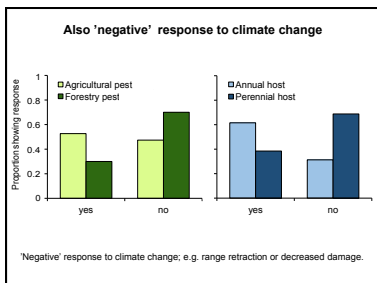 Also 'negative' response to climate change
Proportion showing response
1
0.8
0.6
0.4
0.2
0
Agricultural pest
Forestry pest
yes
no
Annual host
Perennial host
yes
no
'Negative' response to climate change; e.g. range retraction or decreased damage.